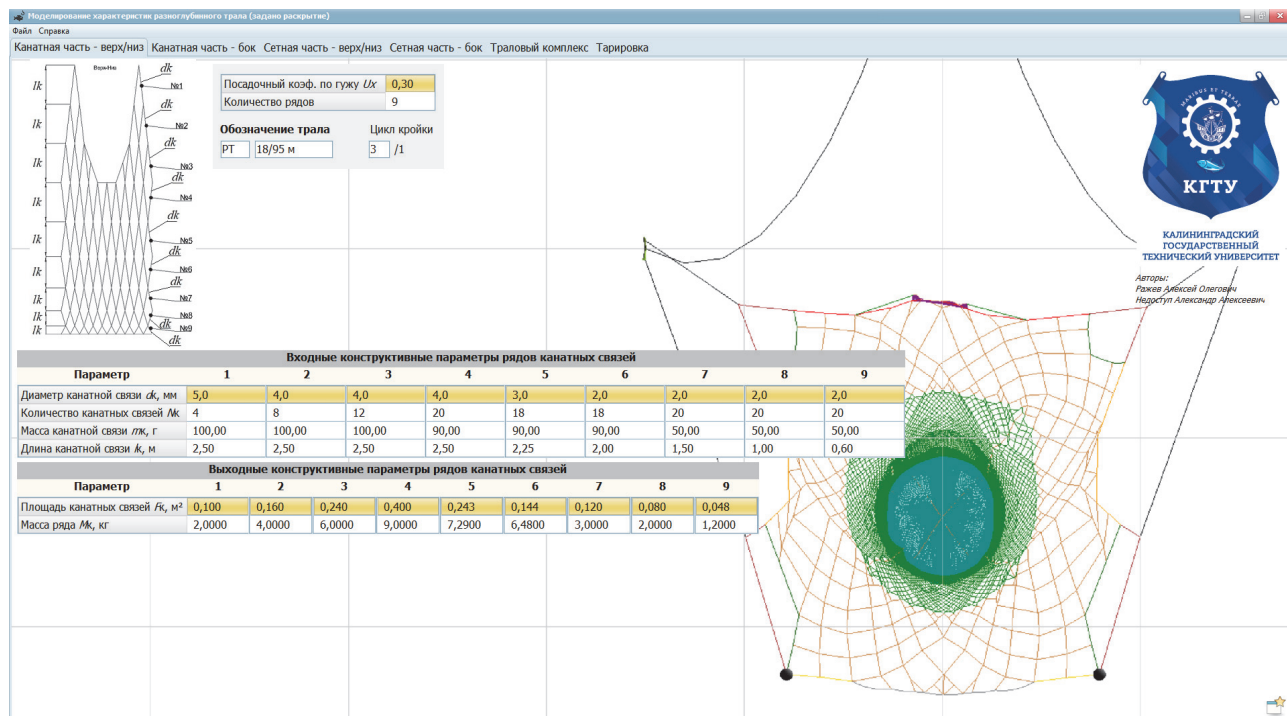 Моделирование характеристик разноглубинного трала (задано раскрытие)
Файл Справка
Канатная часть - верх/низ Канатная часть - бок Сетная часть - верх/низ Сетная часть - бок Траловый комплекс Тарировка
Верх-Низ
lk
lk
lk
lk
lk
lk
lk
lk
lk
dk
№1
dk
№2
dk
№3
dk
№4
dk
№5
dk
№6
dk
№7
№8
dk
№9
dk
Посадочный коэф. по гужу Ux 0,30
Количество рядов 9
Обозначение трала Цикл кройки
РТ 18/95 м 3 /1
MARIBUS ET TERRAE
КГТУ
КАЛИНИНГРАДСКИЙ
ГОСУДАРСТВЕННЫЙ
ТЕХНИЧЕСКИЙ УНИВЕРСИТЕТ
Авторы:
Ражев Алексей Олегович
Недоступ Александр Алексеевич
Входные конструктивные параметры рядов канатных связей
Параметр 1 2 3 4 5 6 7 8 9
Диаметр канатной связи dk, мм 5,0 4,0 4,0 4,0 3,0 2,0 2,0 2,0 2,0
Количество канатных связей Nk 4 8 12 20 18 18 20 20 20
Масса канатной связи mк, г 100,00 100,00 100,00 90,00 90,00 90,00 50,00 50,00 50,00
Длина канатной связи lk, м 2,50 2,50 2,50 2,50 2,25 2,00 1,50 1,00 0,60
Выходные конструктивные параметры рядов канатных связей
Параметр 1 2 3 4 5 6 7 8 9
Площадь канатных связей Fk, м² 0,100 0,160 0,240 0,400 0,243 0,144 0,120 0,080 0,048
Масса ряда Mk, кг 2,0000 4,0000 6,0000 9,0000 7,2900 6,4800 3,0000 2,0000 1,2000